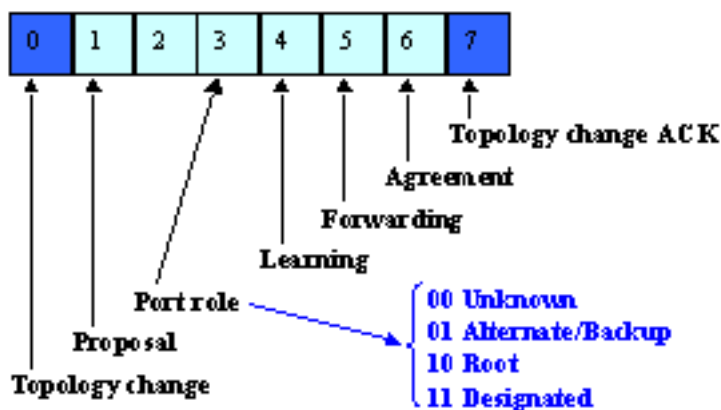 0 1 2 3 4 5 6 7
Topology change ACK
Agreement
Forwarding
Learning
Port role
00 Unknown
01 Alternate/Backup
10 Root
11 Designated
Proposal
Topology change